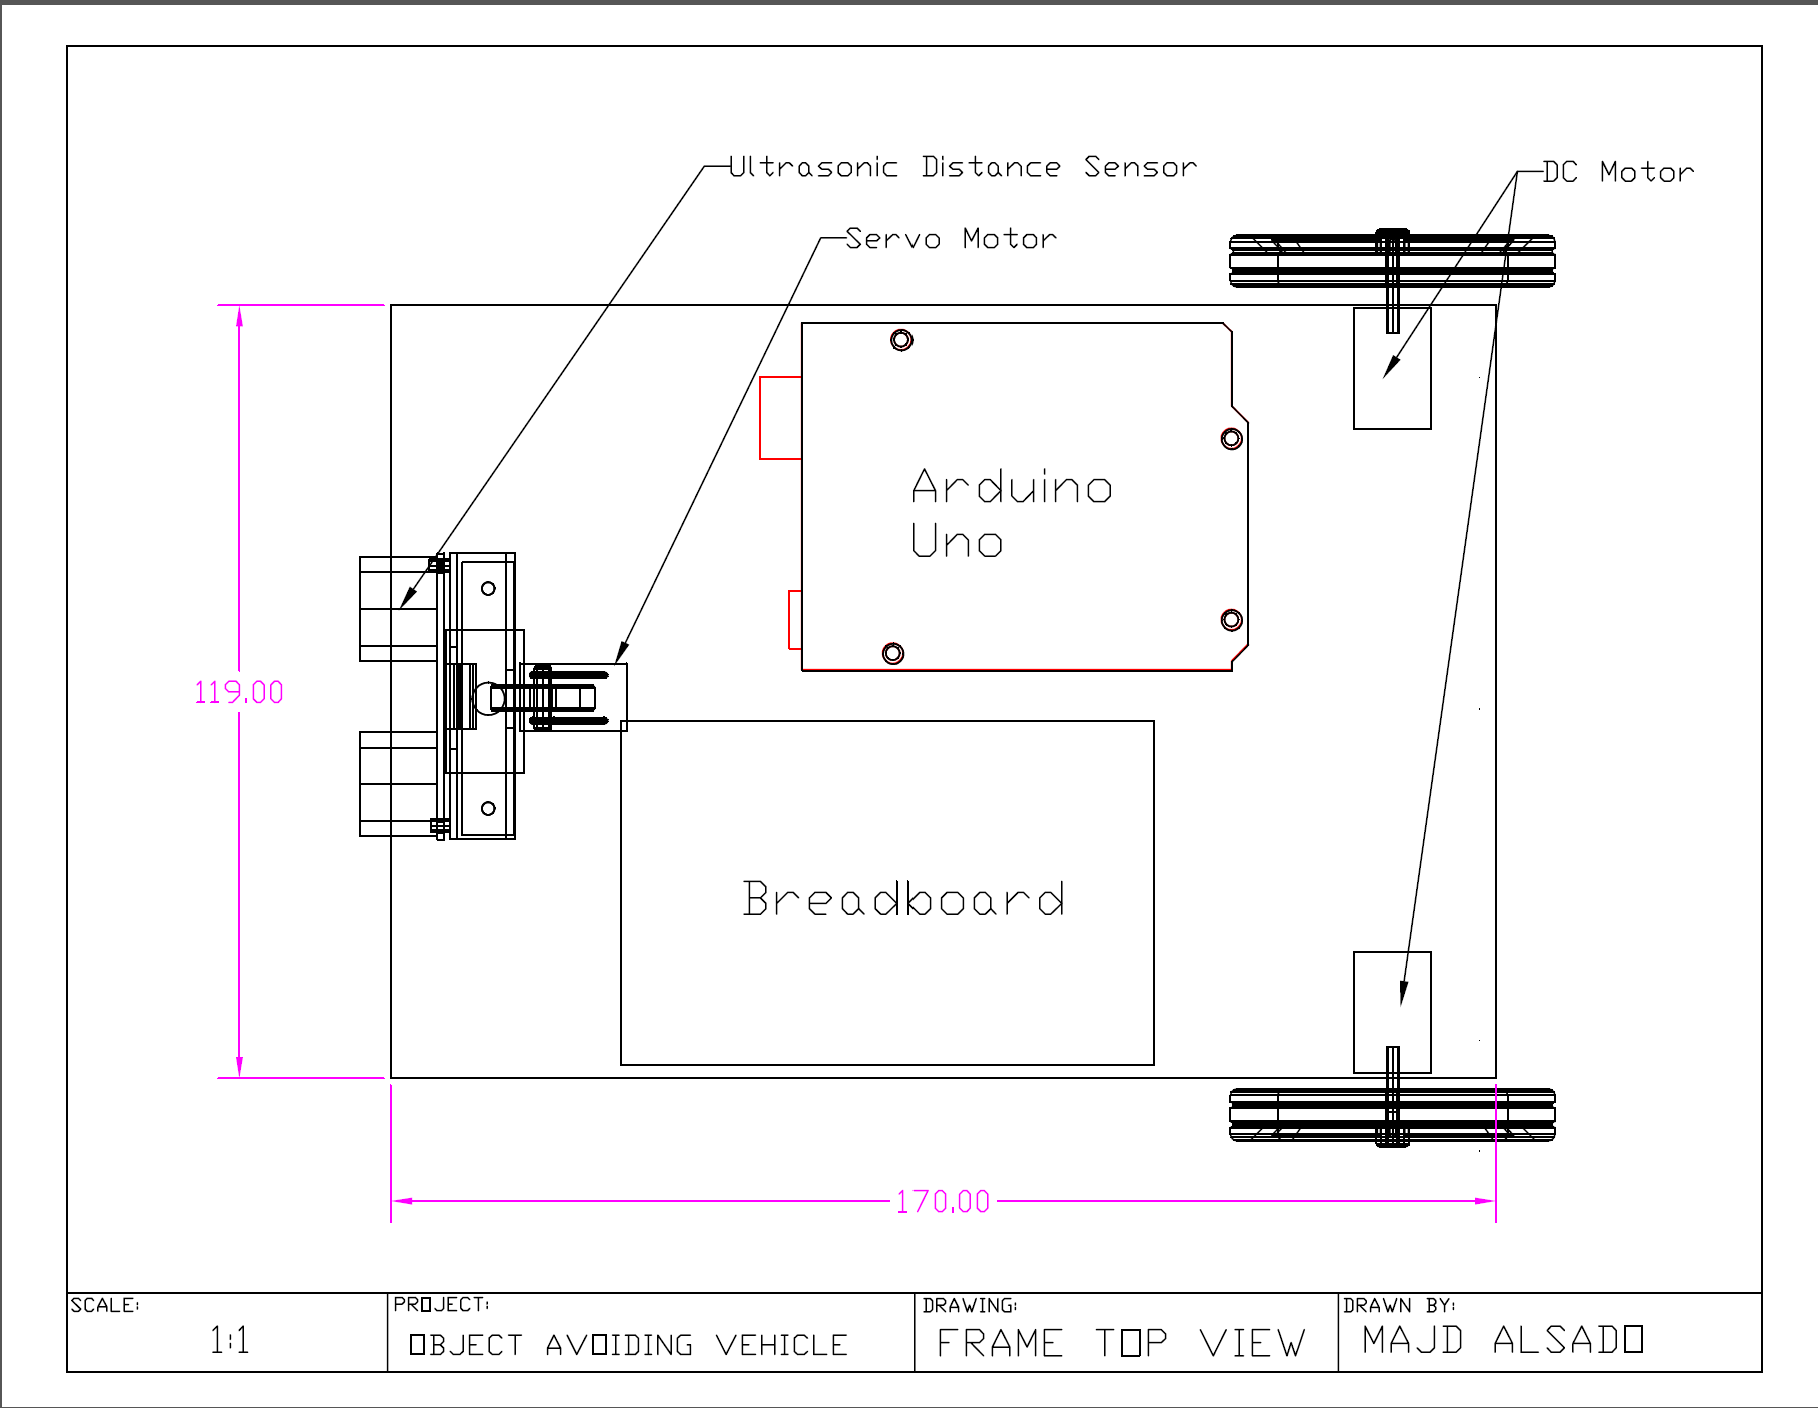 Ultrasonic Distance Sensor
DC Motor
Servo Motor
Arduino
Uno
119.00
Breadboard
170.00
SCALE:
1:1
PROJECT:
OBJECT AVOIDING VEHICLE
DRAWING:
FRAME TOP VIEW
DRAWN BY:
MAJD ALSADO